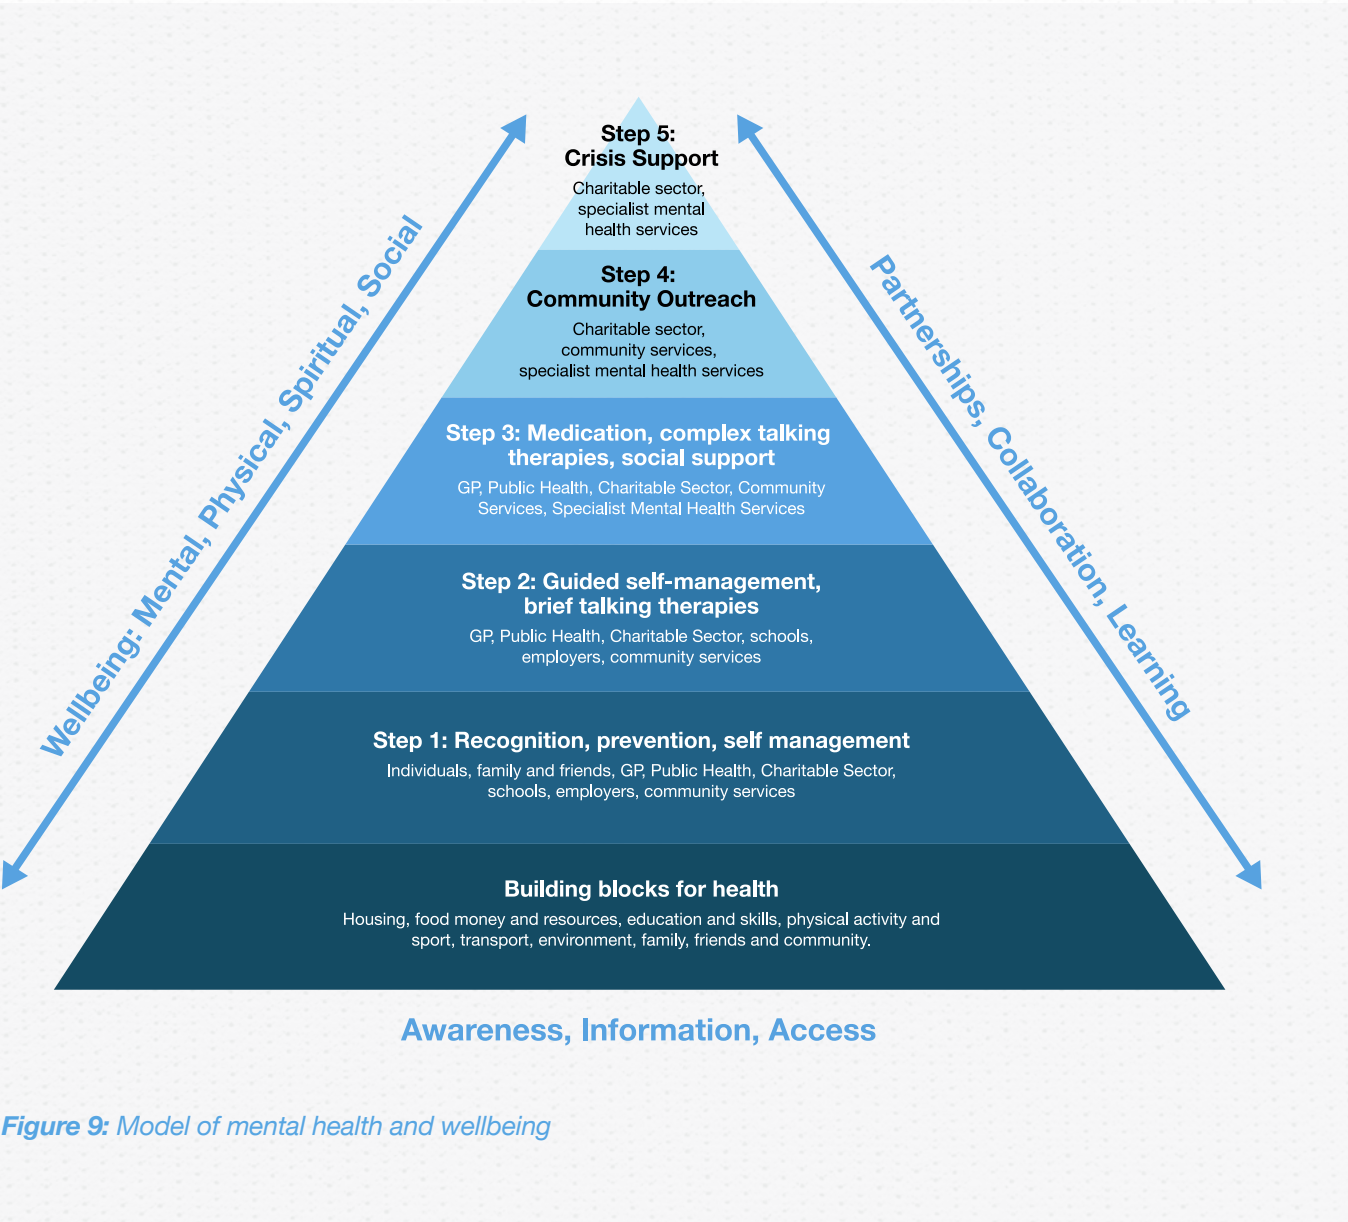 Step 5:
Crisis Support
Charitable sector,
specialist mental
health services
Step 4:
Community Outreach
Charitable sector,
community services,
specialist mental health services
Step 3: Medication, complex talking
therapies, social support
GP, Public Health, Charitable Sector, Community
Services, Specialist Mental Health Services
Step 2: Guided self-management,
brief talking therapies
GP, Public Health, Charitable Sector, schools,
employers, community services
Step 1: Recognition, prevention, self management
Individuals, family and friends, GP, Public Health, Charitable Sector,
schools, employers, community services
Building blocks for health
Housing, food money and resources, education and skills, physical activity and
sport, transport, environment, family, friends and community.
Wellbeing: Mental, Physical, Spiritual, Social
Partnerships, Collaboration, Learning
Awareness, Information, Access
Figure 9: Model of mental health and wellbeing